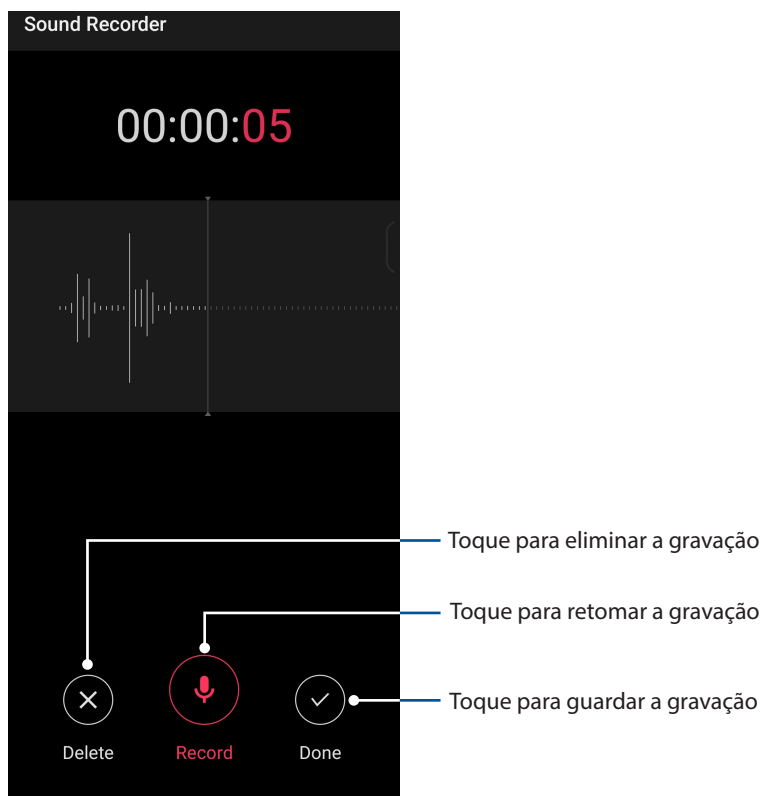 Sound Recorder
00:00:05
Toque para eliminar a gravação
Toque para retomar a gravação
Toque para guardar a gravação
Delete
Record
Done